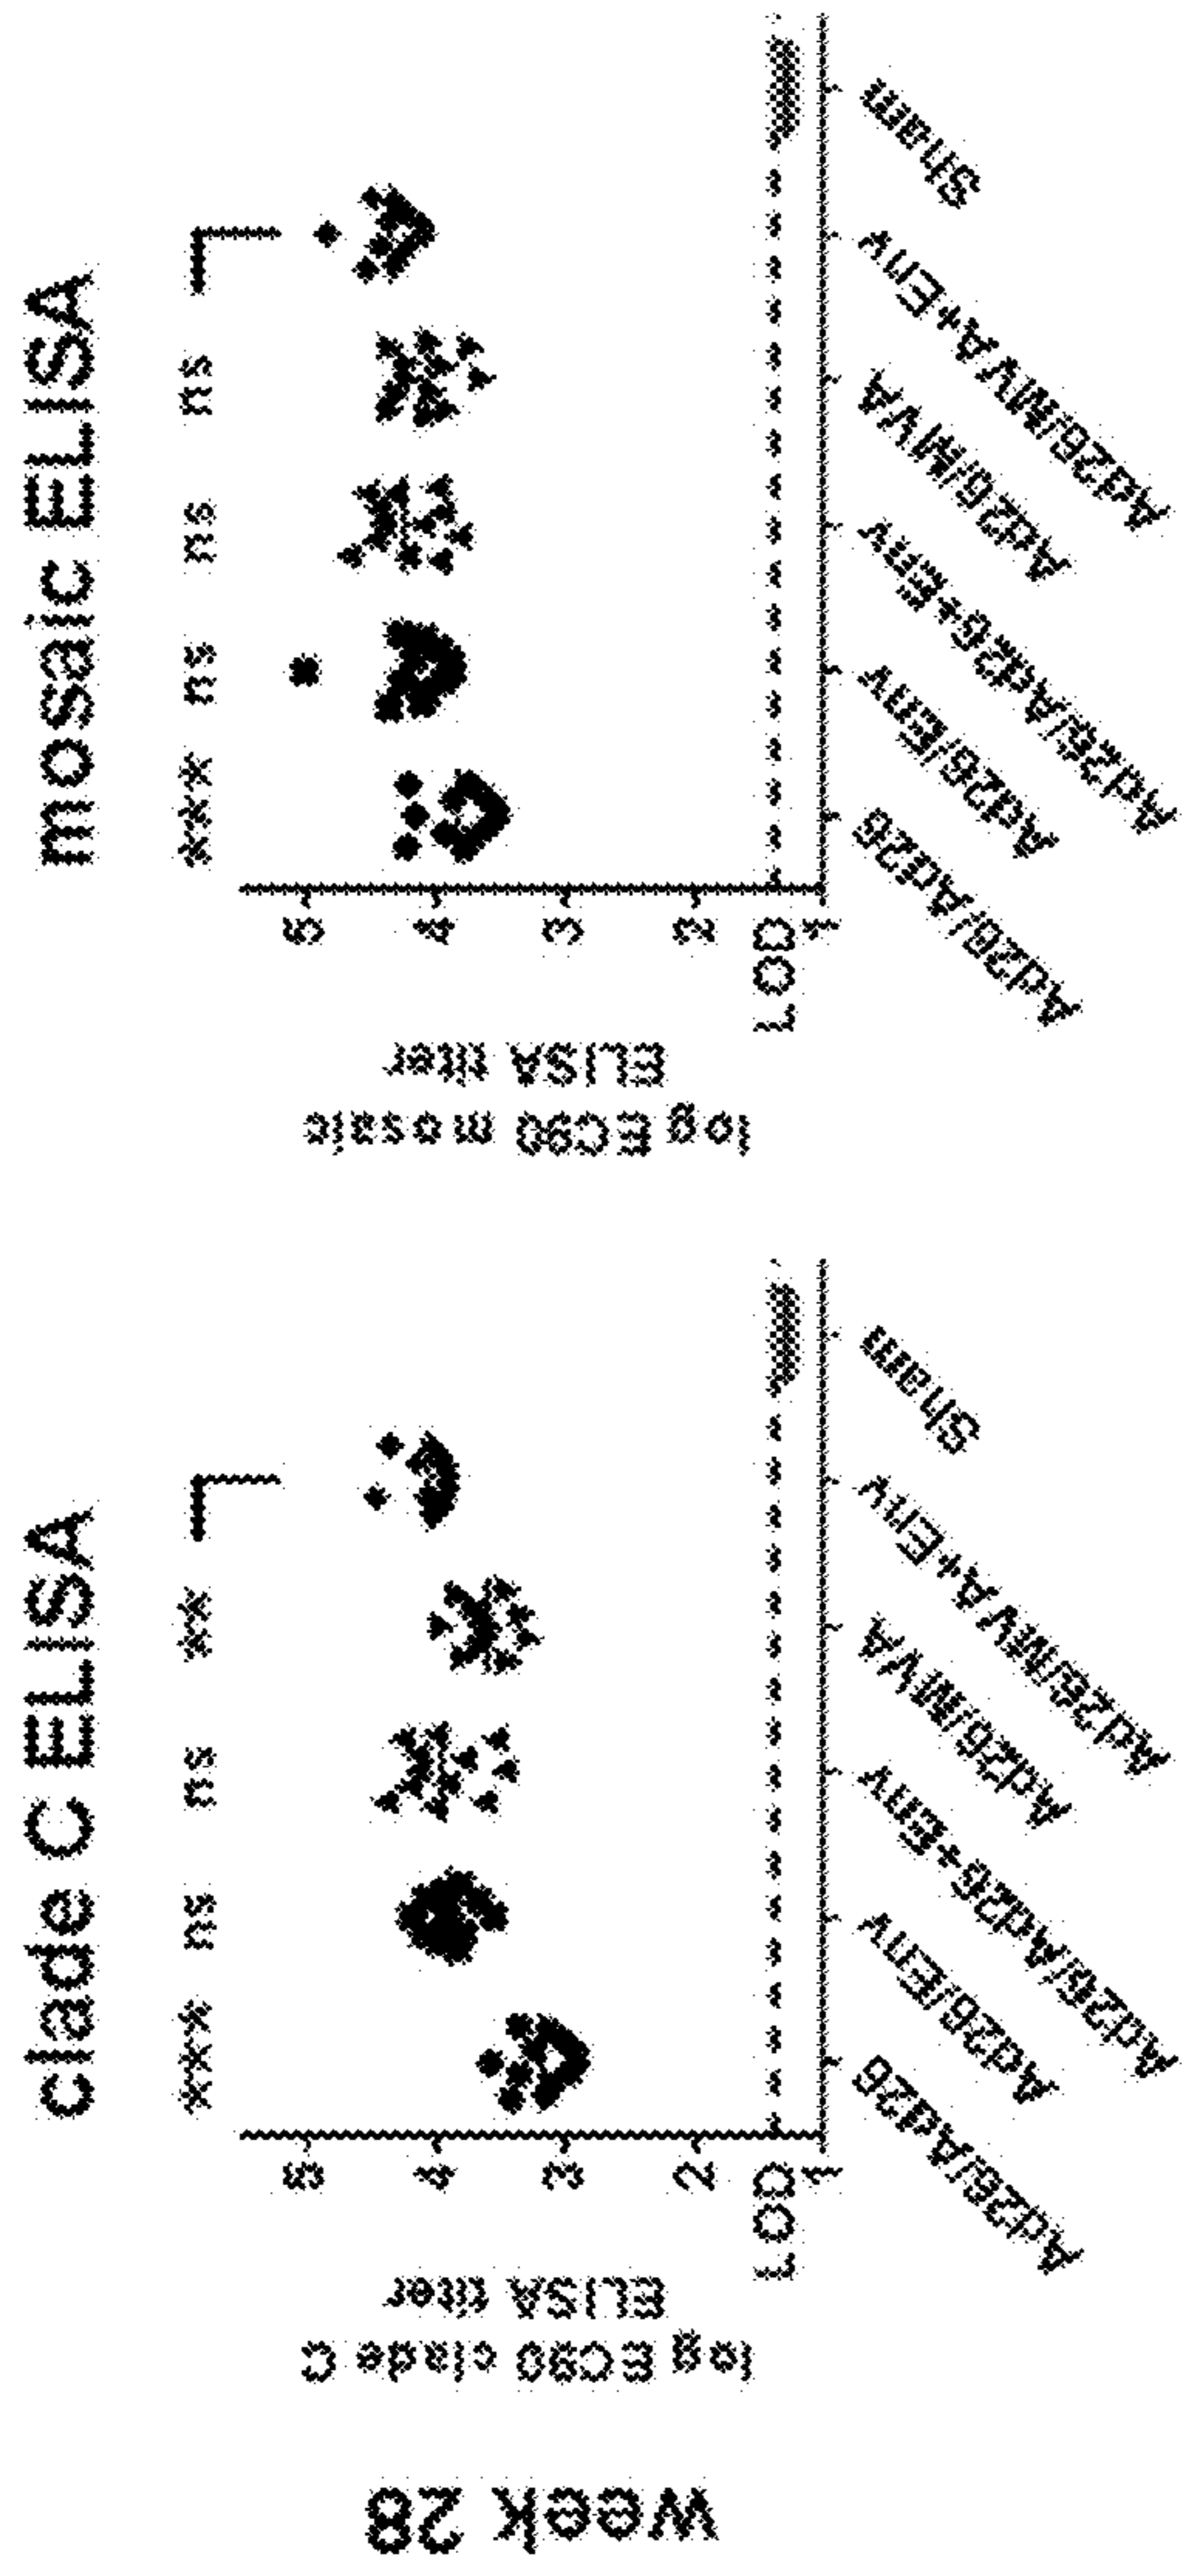 week 28
clade C ELISA
*** ns ns **
log EC90 clade C
ELISA titer
5
4
3
2
LOD
1
Ad26/Ad26
Ad26/Env
Ad26/Ad26+Env
Ad26/MVA
Ad26/MVA+Env
Sham
mosaic ELISA
*** ns ns ns
log EC90 mosaic
ELISA titer
5
4
3
2
LOD
1
Ad26/Ad26
Ad26/Env
Ad26/Ad26+Env
Ad26/MVA
Ad26/MVA+Env
Sham